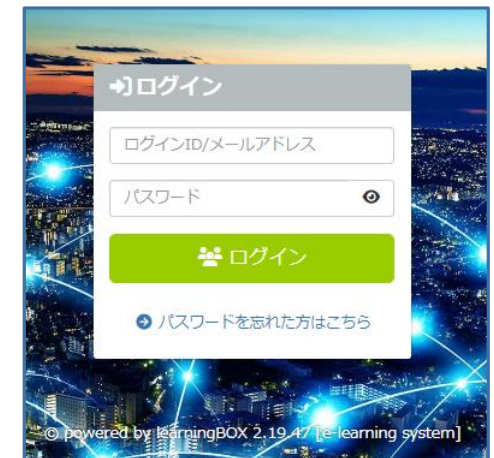 ログイン
ログインID/メールアドレス
パスワード
ログイン
パスワードを忘れた方はこちら
© powered by learningBOX 2.19.47 [e-learning system]